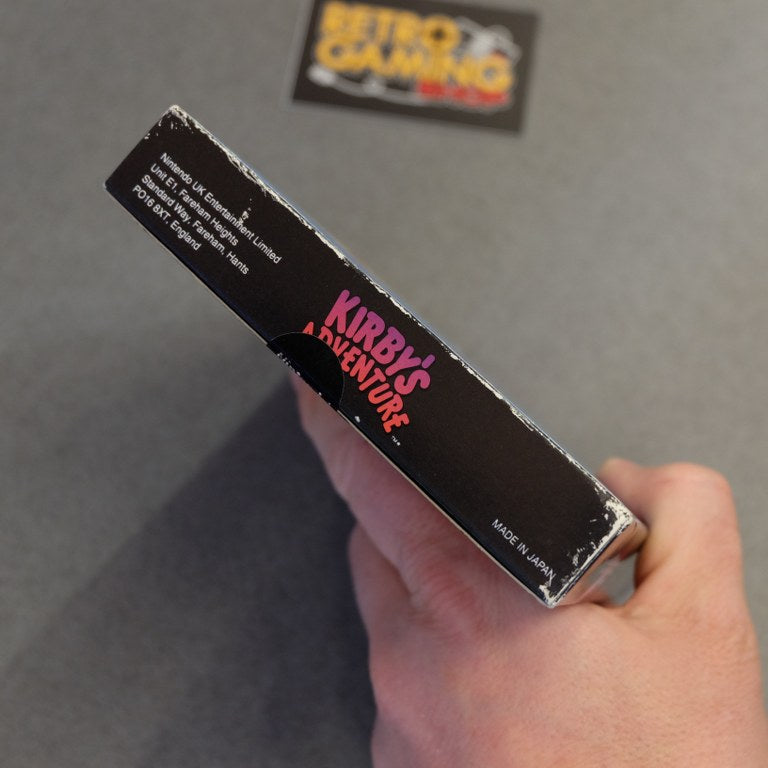 RETRO
GAMING
Nintendo UK Entertainment Limited
Unit E1, Fareham Heights
Standard Way, Fareham, Hants
PO16 8XT, England
KIRBY'S
ADVENTURE
™
MADE IN JAPAN